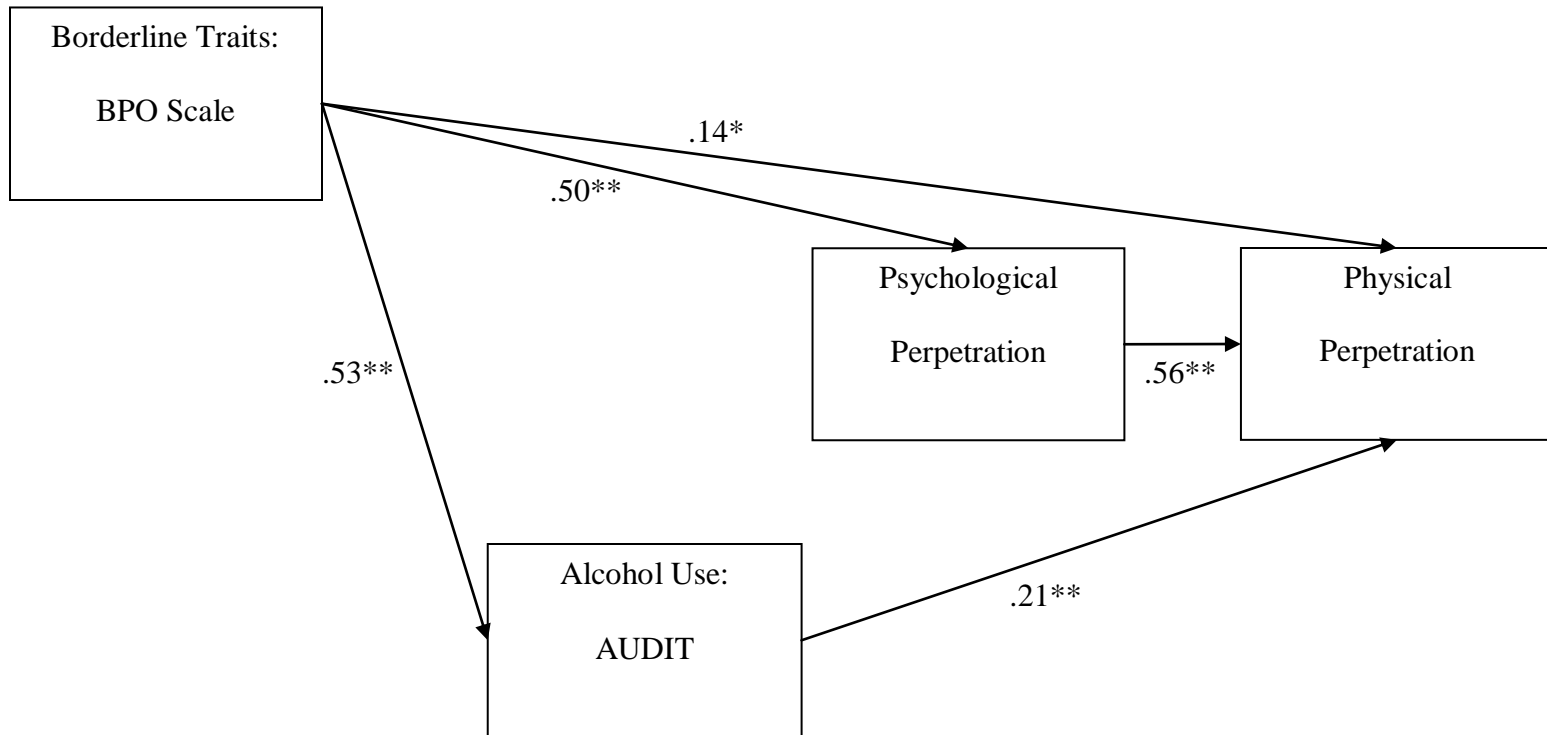 Borderline Traits:
BPO Scale
.14*
.50**
Psychological
Perpetration
Physical
Perpetration
.56**
.53**
Alcohol Use:
AUDIT
.21**